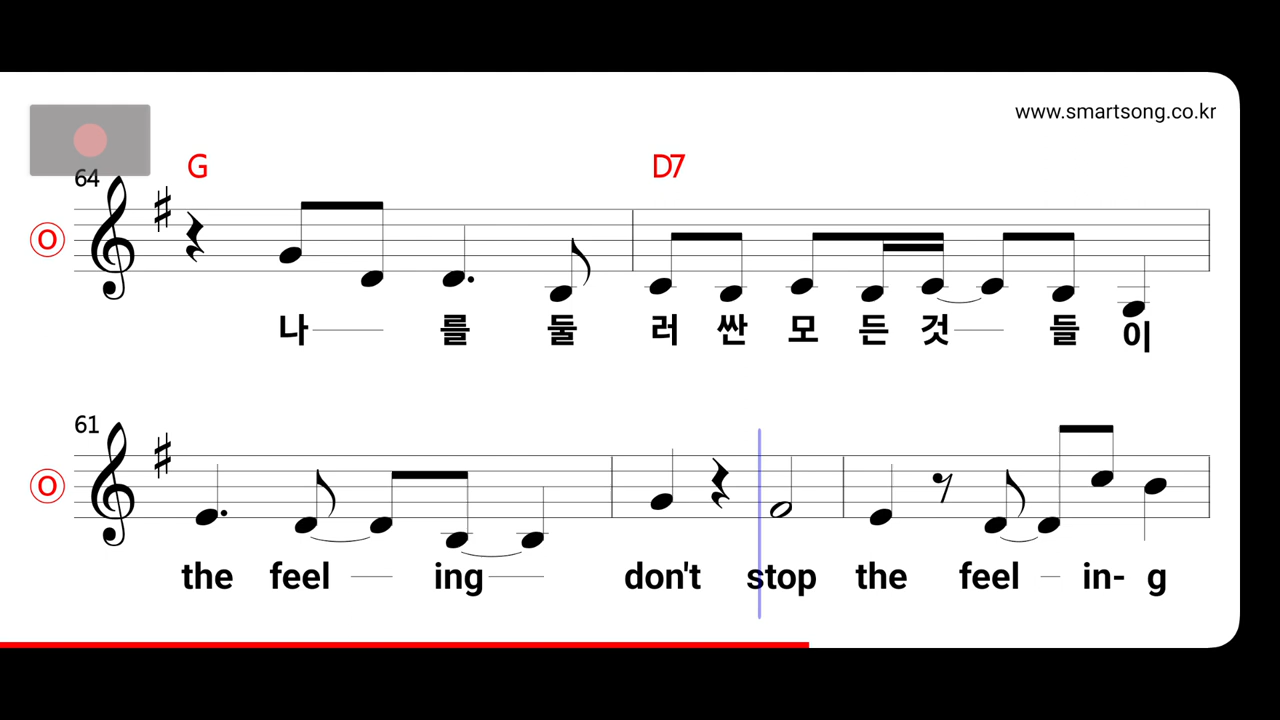 www.smartsong.co.kr
64
G D7
O
나 를 둘 러 싼 모 든 것 들 이
61
O
the feel ing don't stop the feel in- g